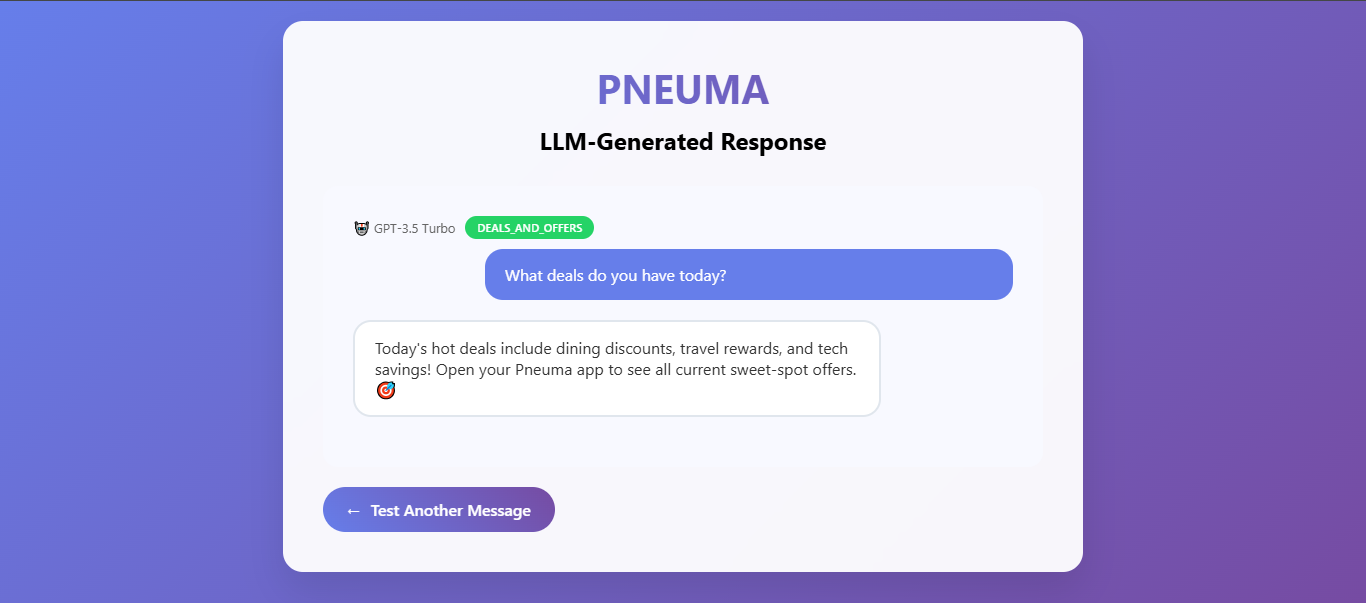 PNEUMA
LLM-Generated Response
GPT-3.5 Turbo DEALS_AND_OFFERS
What deals do you have today?
Today's hot deals include dining discounts, travel rewards, and tech
savings! Open your Pneuma app to see all current sweet-spot offers.
🎯
← Test Another Message